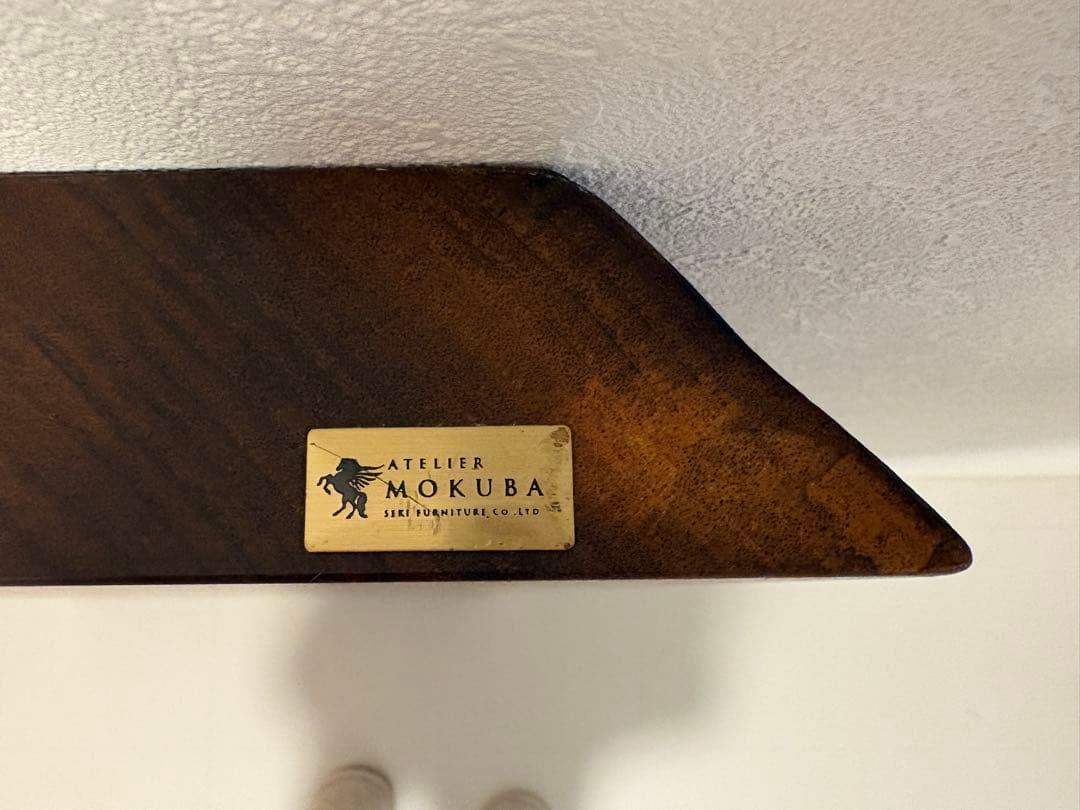 ATELIER
MOKUBA
SEKI FURNITURE CO.,LTD